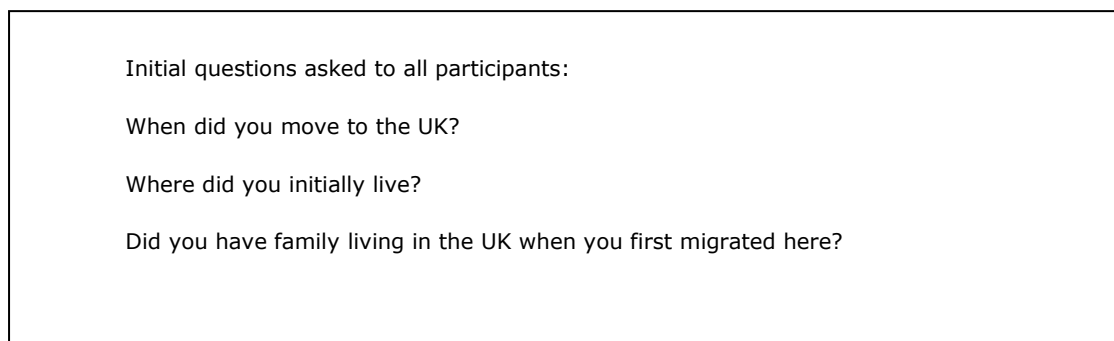 Initial questions asked to all participants:
When did you move to the UK?
Where did you initially live?
Did you have family living in the UK when you first migrated here?